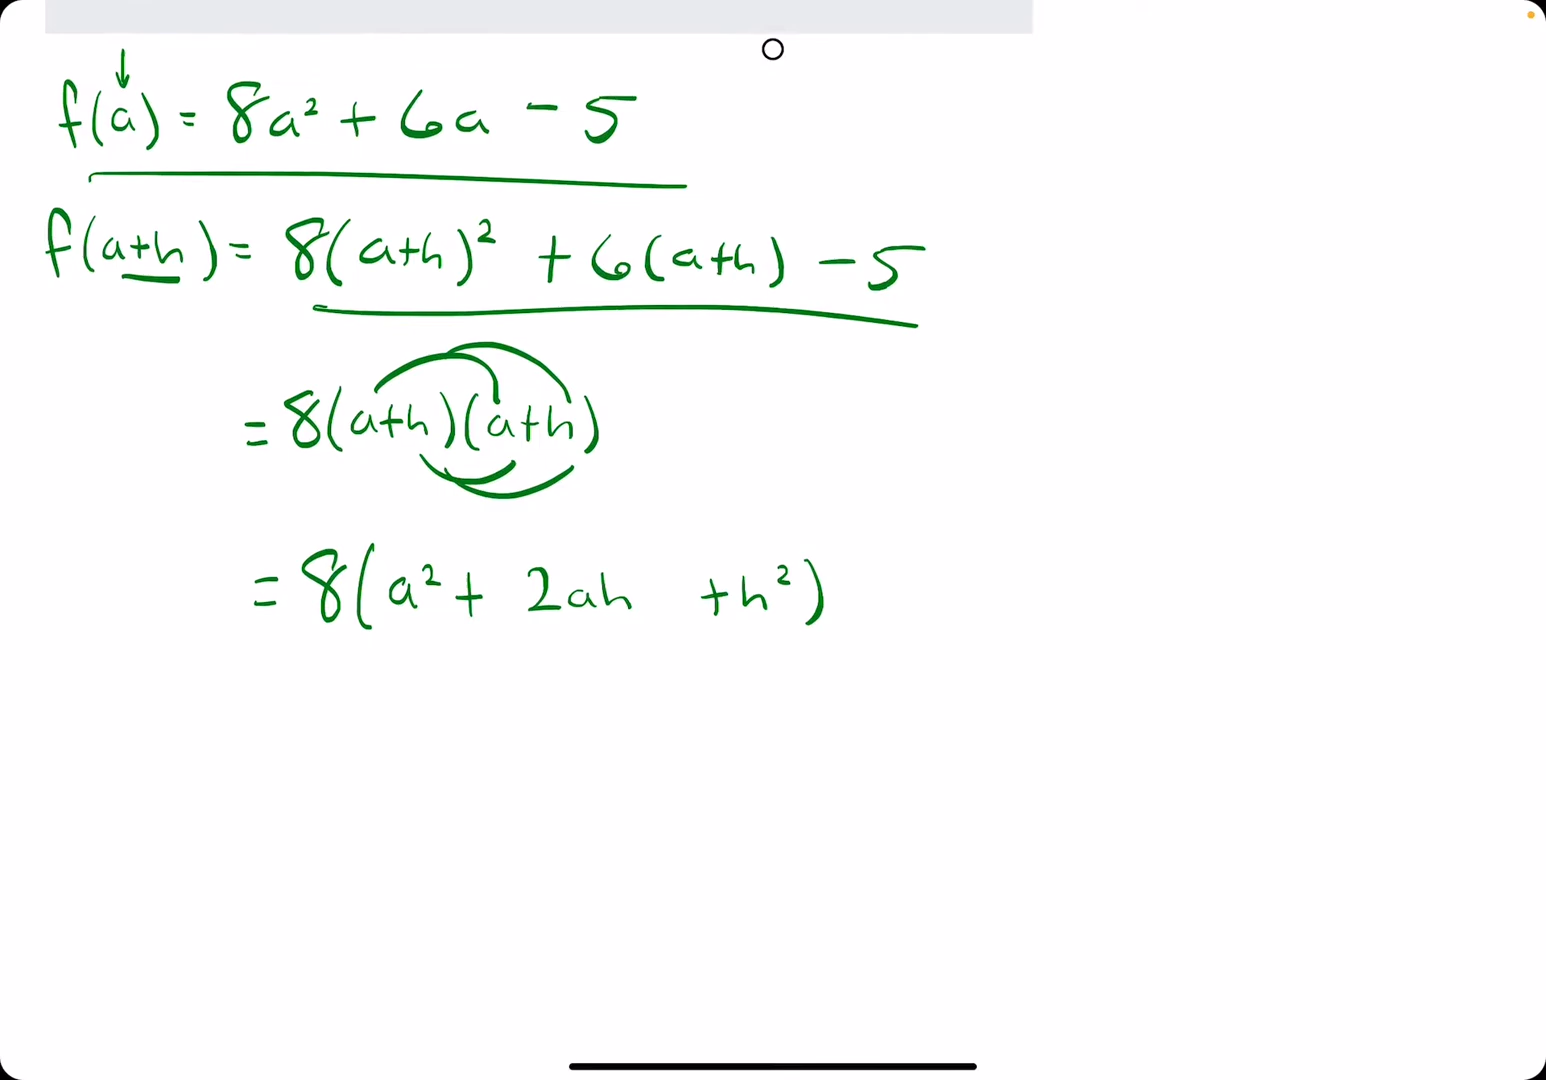 f(a) = 8a² + 6a - 5
f(a+h) = 8(a+h)² + 6(a+h) - 5
= 8(a+h)(a+h)
= 8(a² + 2ah +h²)